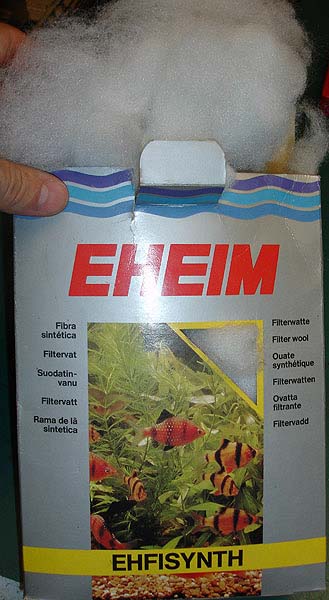 EHEIM
Fibra
sintética
Filtervat
Suodatin-
vanu
Filtervatt
Rama de lã
sintetica
Filterwatte
Filter wool
Ouate
synthétique
Filterwatten
Ovatta
filtrante
Filtervadd
EHFISYNTH